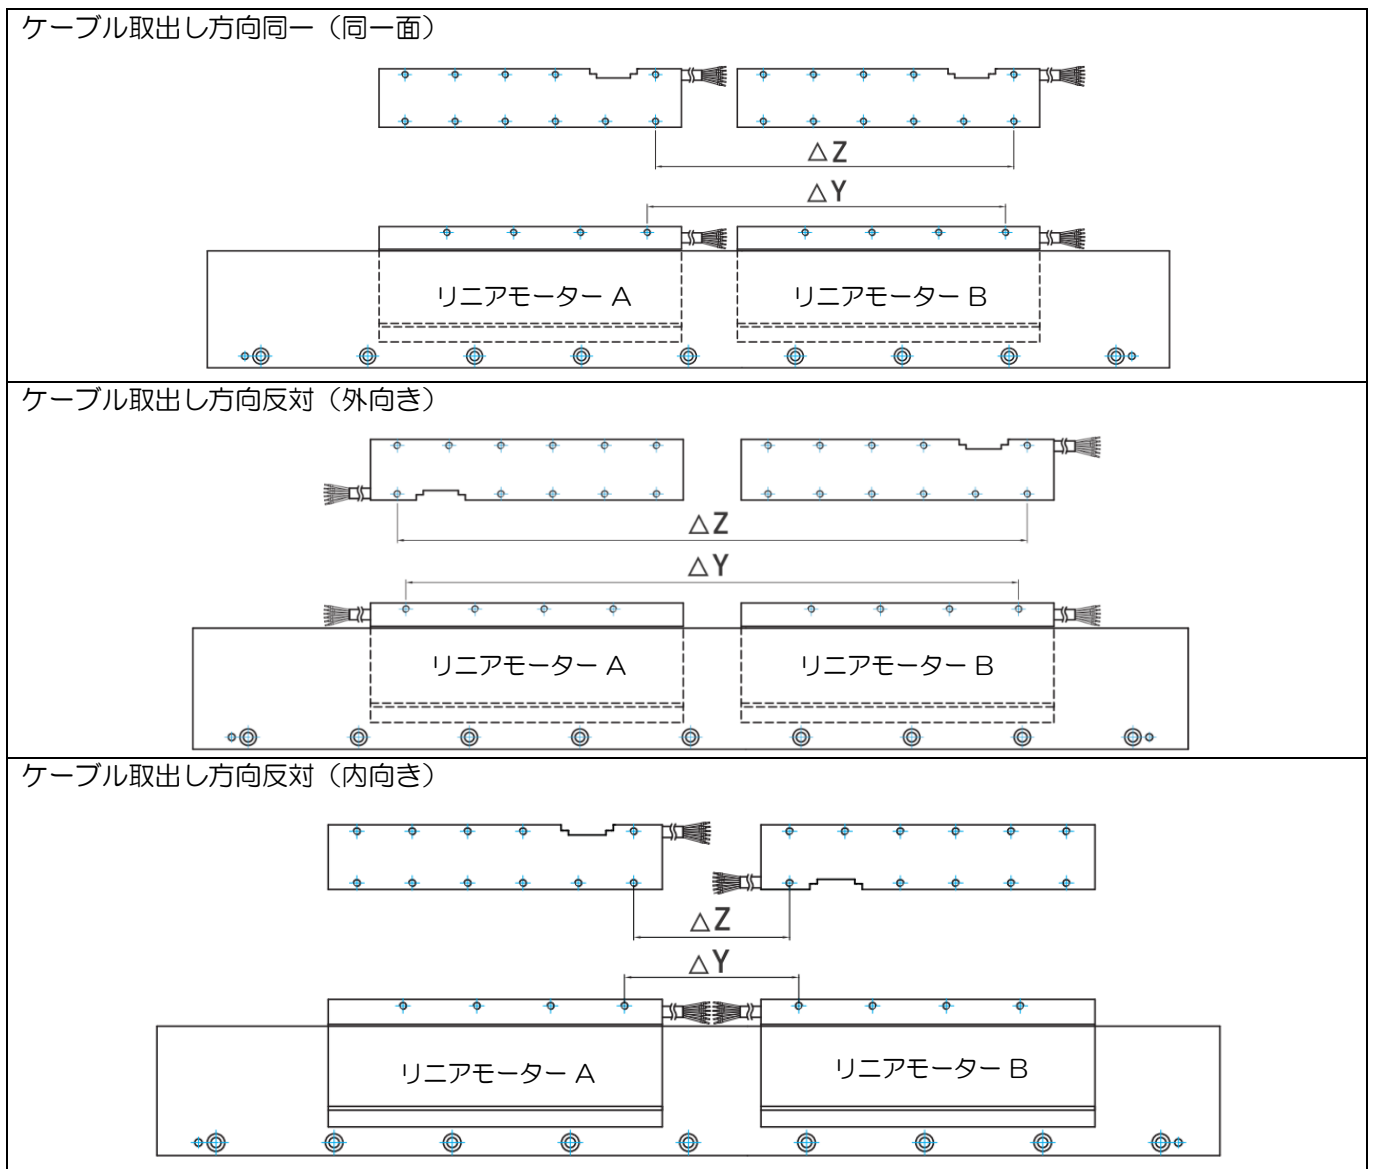 ケーブル取出し方向同一（同一面）
△Z
△Y
リニアモーター A
リニアモーター B
ケーブル取出し方向反対（外向き）
△Z
△Y
リニアモーター A
リニアモーター B
ケーブル取出し方向反対（内向き）
△Z
△Y
リニアモーター A
リニアモーター B